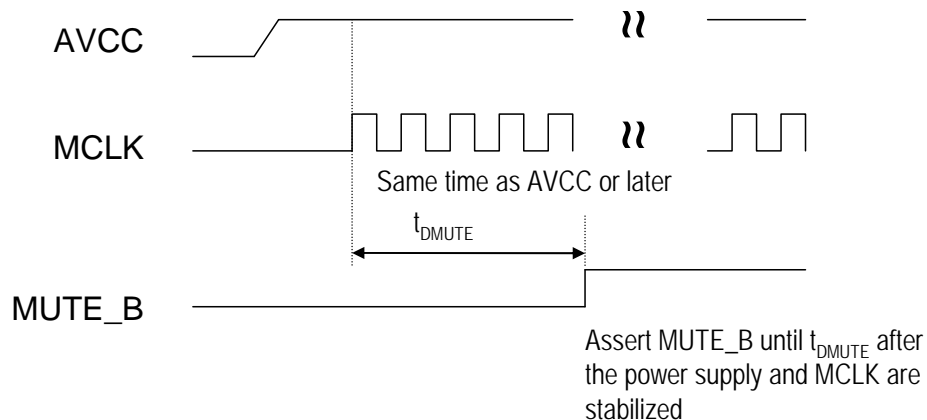 AVCC
MCLK
Same time as AVCC or later
tDMUTE
MUTE_B
Assert MUTE_B until tDMUTE after
the power supply and MCLK are
stabilized